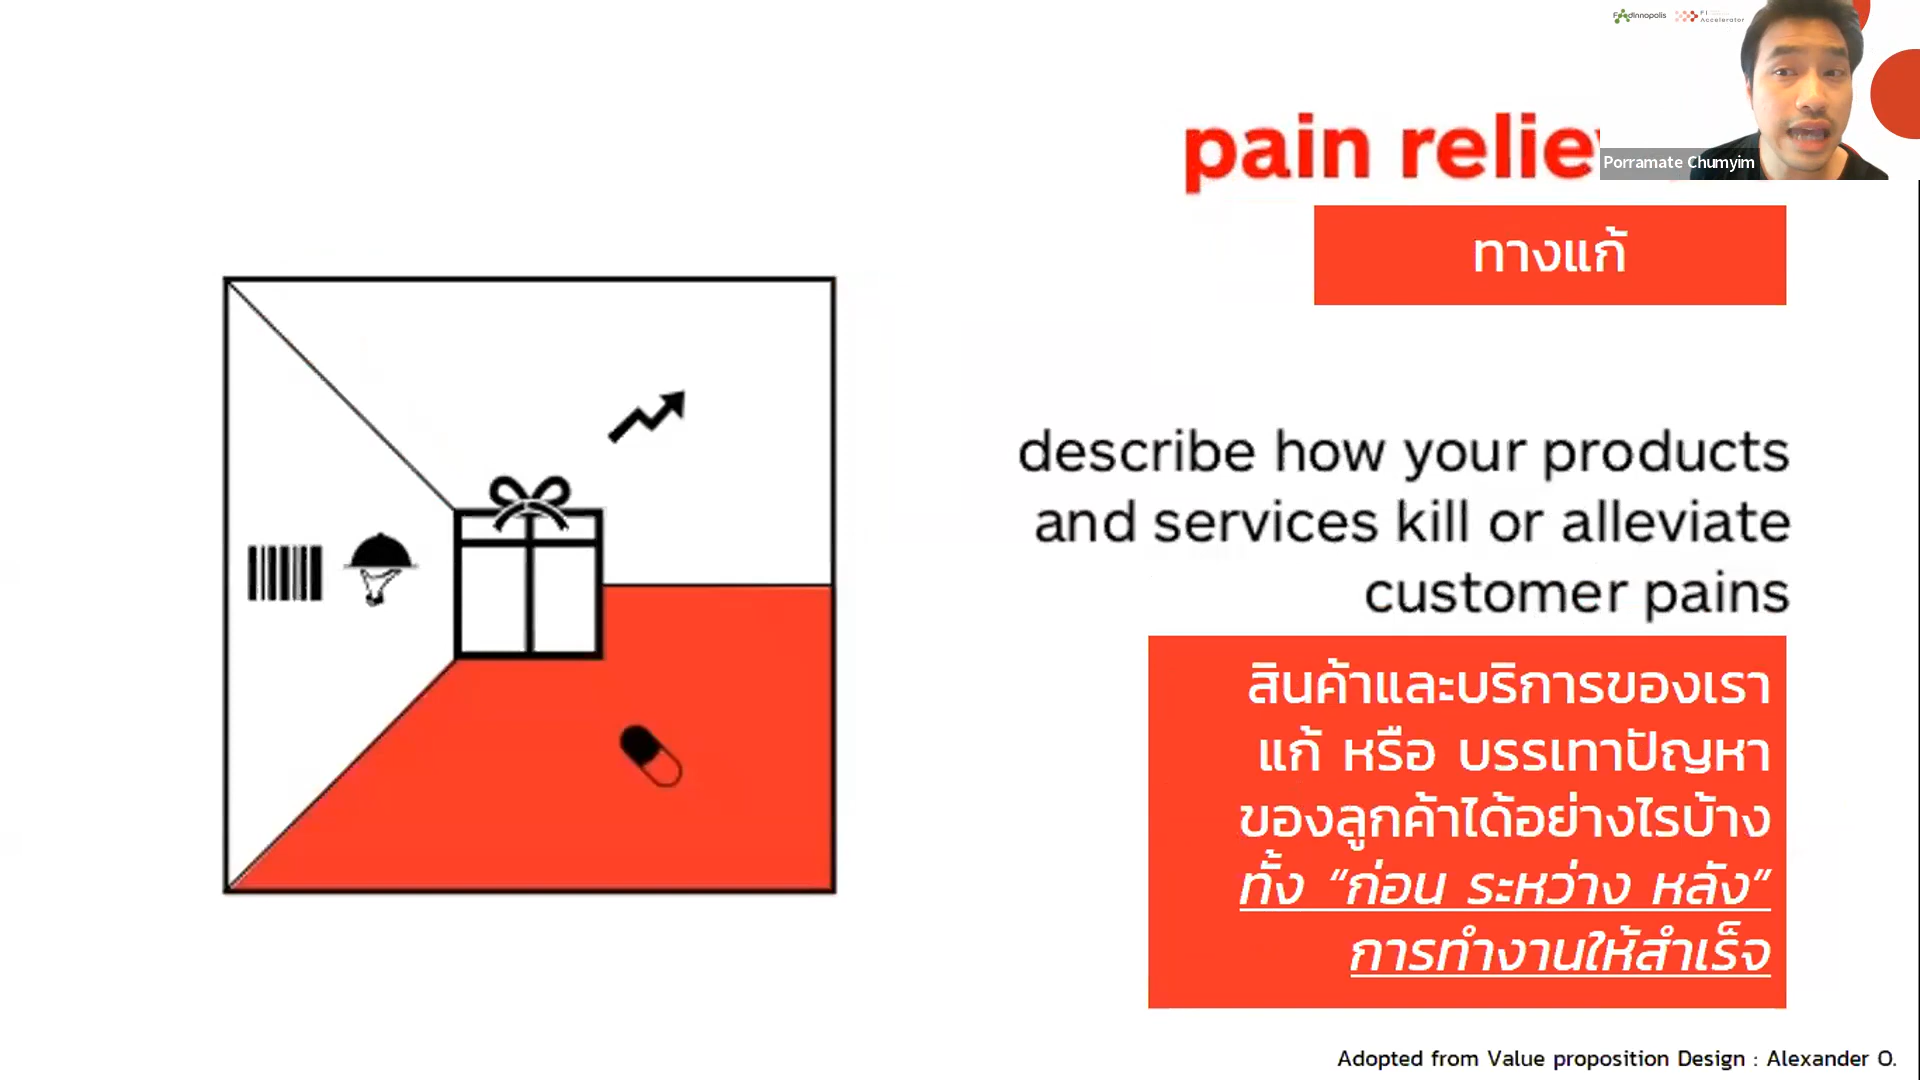 FoodInnopolis
FI
Accelerator
pain relie
Porramate Chumyim
ทางแก้
describe how your products
and services kill or alleviate
customer pains
สินค้าและบริการของเรา
แก้ หรือ บรรเทาปัญหา
ของลูกค้าได้อย่างไรบ้าง
ทั้ง “ก่อน ระหว่าง หลัง”
การทำงานให้สำเร็จ
Adopted from Value proposition Design : Alexander O.